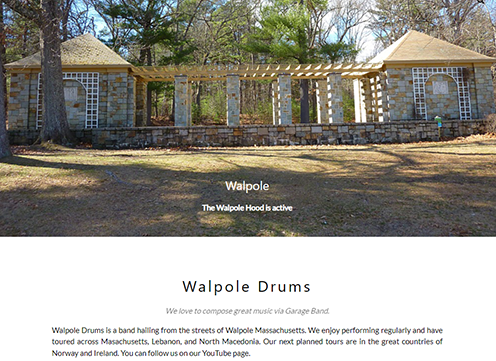 Walpole
The Walpole Hood is active
Walpole Drums
We love to compose great music via Garage Band.
Walpole Drums is a band hailing from the streets of Walpole Massachusetts. We enjoy performing regularly and have
toured across Masachusetts, Lebanon, and North Macedonia. Our next planned tours are in the great countries of
Norway and Ireland. You can follow us on our YouTube page.